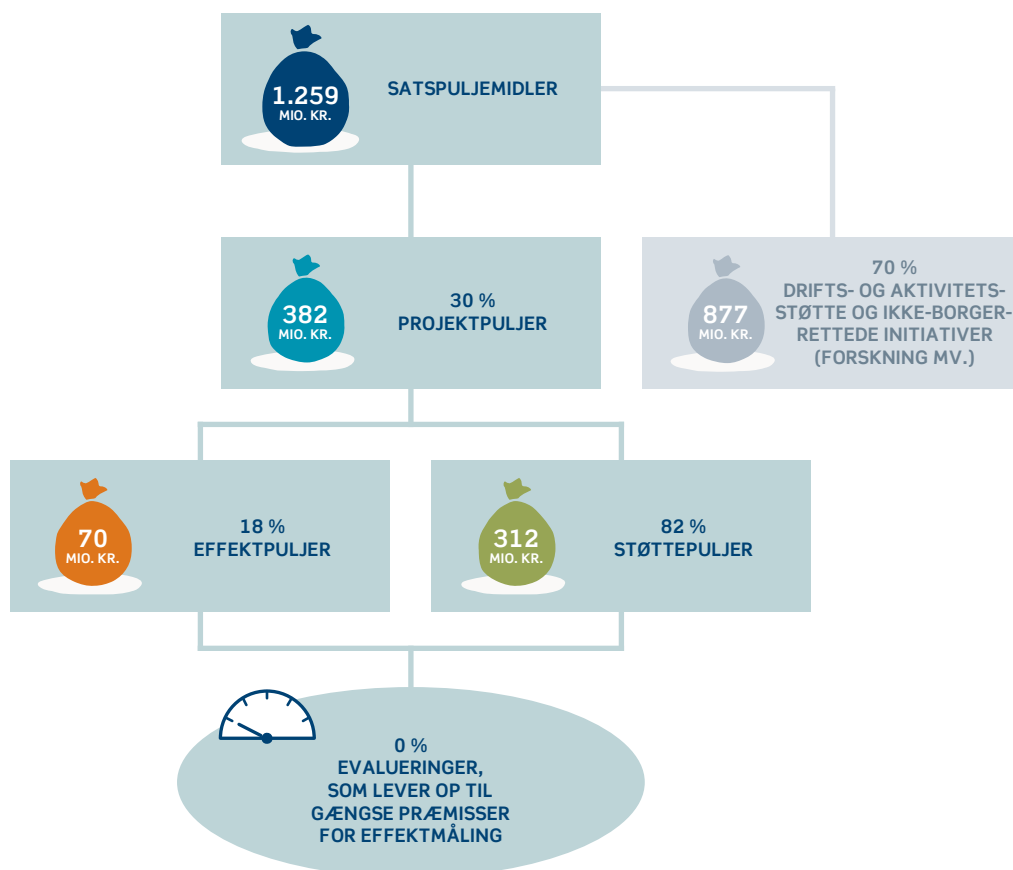 1.259
MIO. KR.
SATSPULJEMIDLER
382
MIO. KR.
30 %
PROJEKTPULJER
877
MIO. KR.
70 %
DRIFTS- OG AKTIVITETS-
STØTTE OG IKKE-BORGER-
RETTEDE INITIATIVER
(FORSKNING MV.)
70
MIO. KR.
18 %
EFFEKTPULJER
312
MIO. KR.
82 %
STØTTEPULJER
0 %
EVALUERINGER,
SOM LEVER OP TIL
GÆNGSE PRÆMISSER
FOR EFFEKTMÅLING